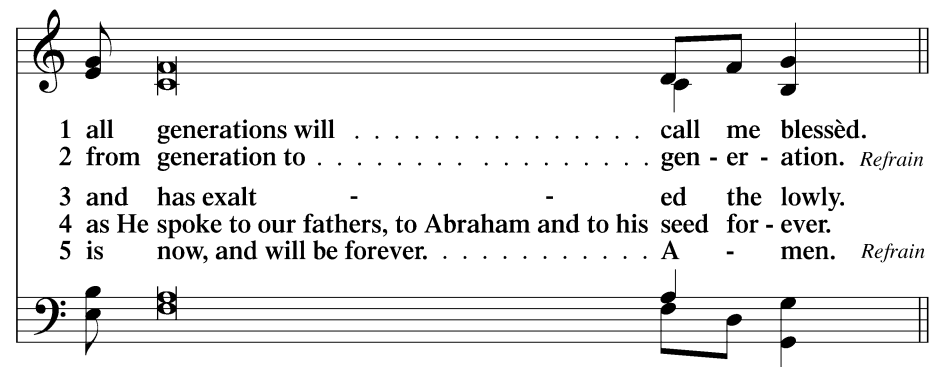 1 all generations will . . . . . . . . . . . . . . . call me blessèd.
2 from generation to . . . . . . . . . . . . . . . . . gen - er - ation. Refrain
3 and has exalt - - ed the lowly.
4 as He spoke to our fathers, to Abraham and to his seed for - ever.
5 is now, and will be forever. . . . . . . . . . . . . A - men. Refrain